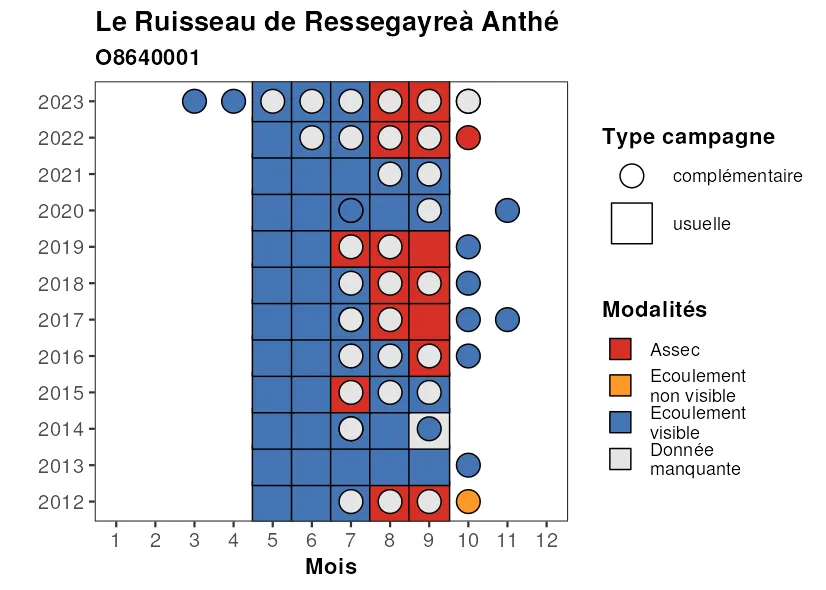 Le Ruisseau de Ressegayreà Anthé
O8640001
2023
2022
2021
2020
2019
2018
2017
2016
2015
2014
2013
2012
1 2 3 4 5 6 7 8 9 10 11 12
Mois
Type campagne
complémentaire
usuelle
Modalités
Assec
Ecoulement
non visible
Ecoulement
visible
Donnée
manquante